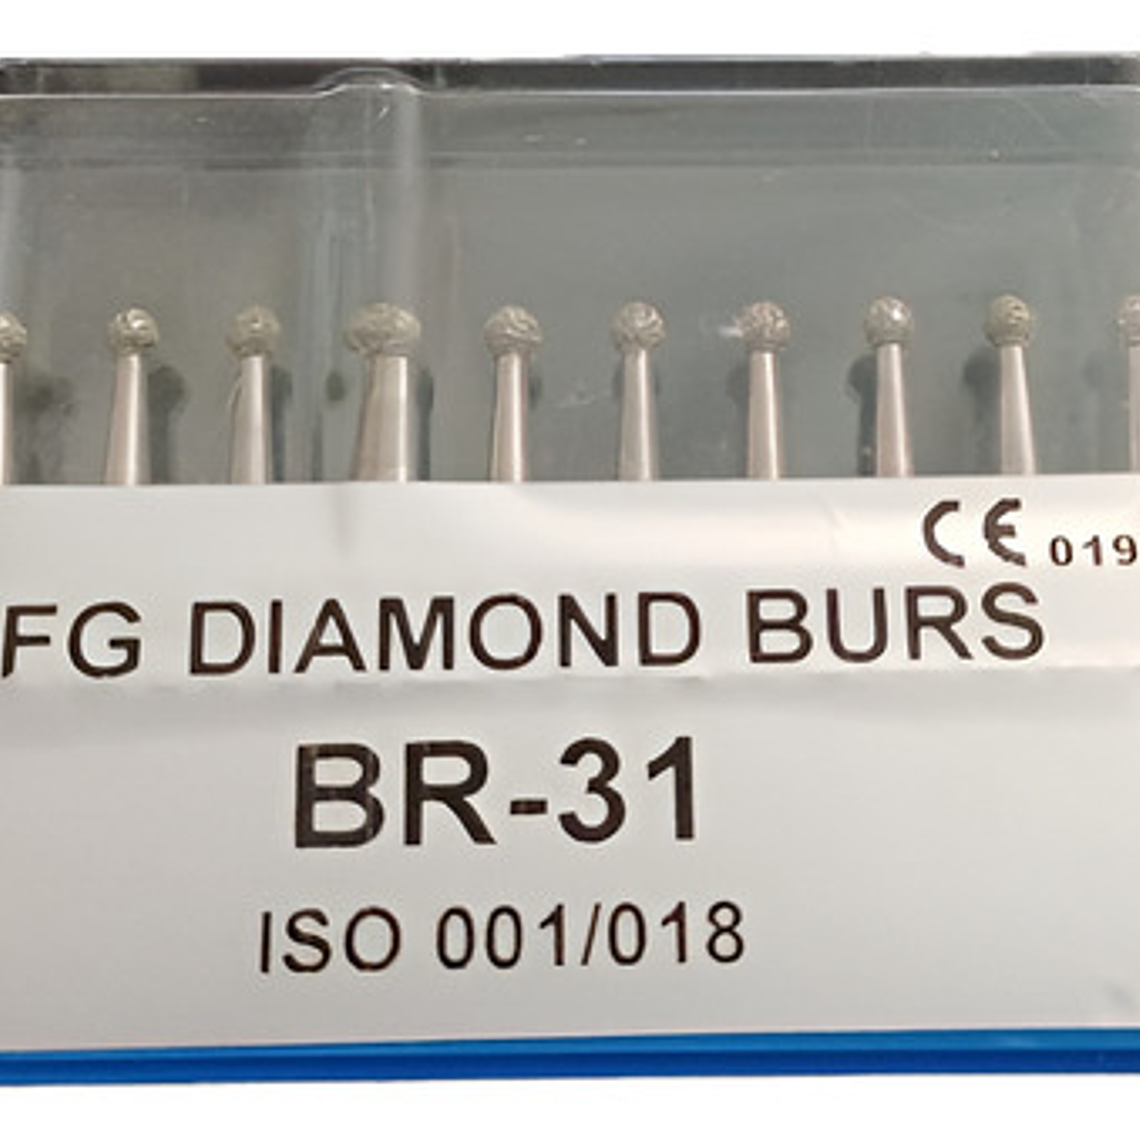 CE 019
FG DIAMOND BURS
BR-31
ISO 001/018